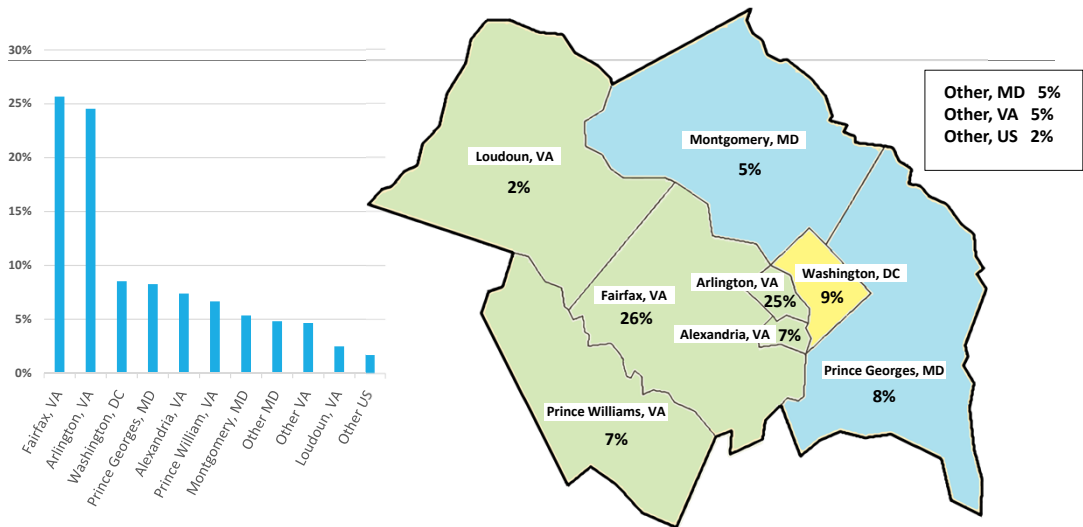 30%
25%
20%
15%
10%
5%
0%
Fairfax, VA
Arlington, VA
Washington, DC
Prince Georges, MD
Alexandria, VA
Prince William, VA
Montgomery, MD
Other MD
Other VA
Loudoun, VA
Other US
Other, MD 5%
Other, VA 5%
Other, US 2%
Montgomery, MD
5%
Loudoun, VA
2%
Washington, DC
9%
Arlington, VA
25%
Fairfax, VA
26%
Alexandria, VA
7%
Prince Georges, MD
8%
Prince Williams, VA
7%